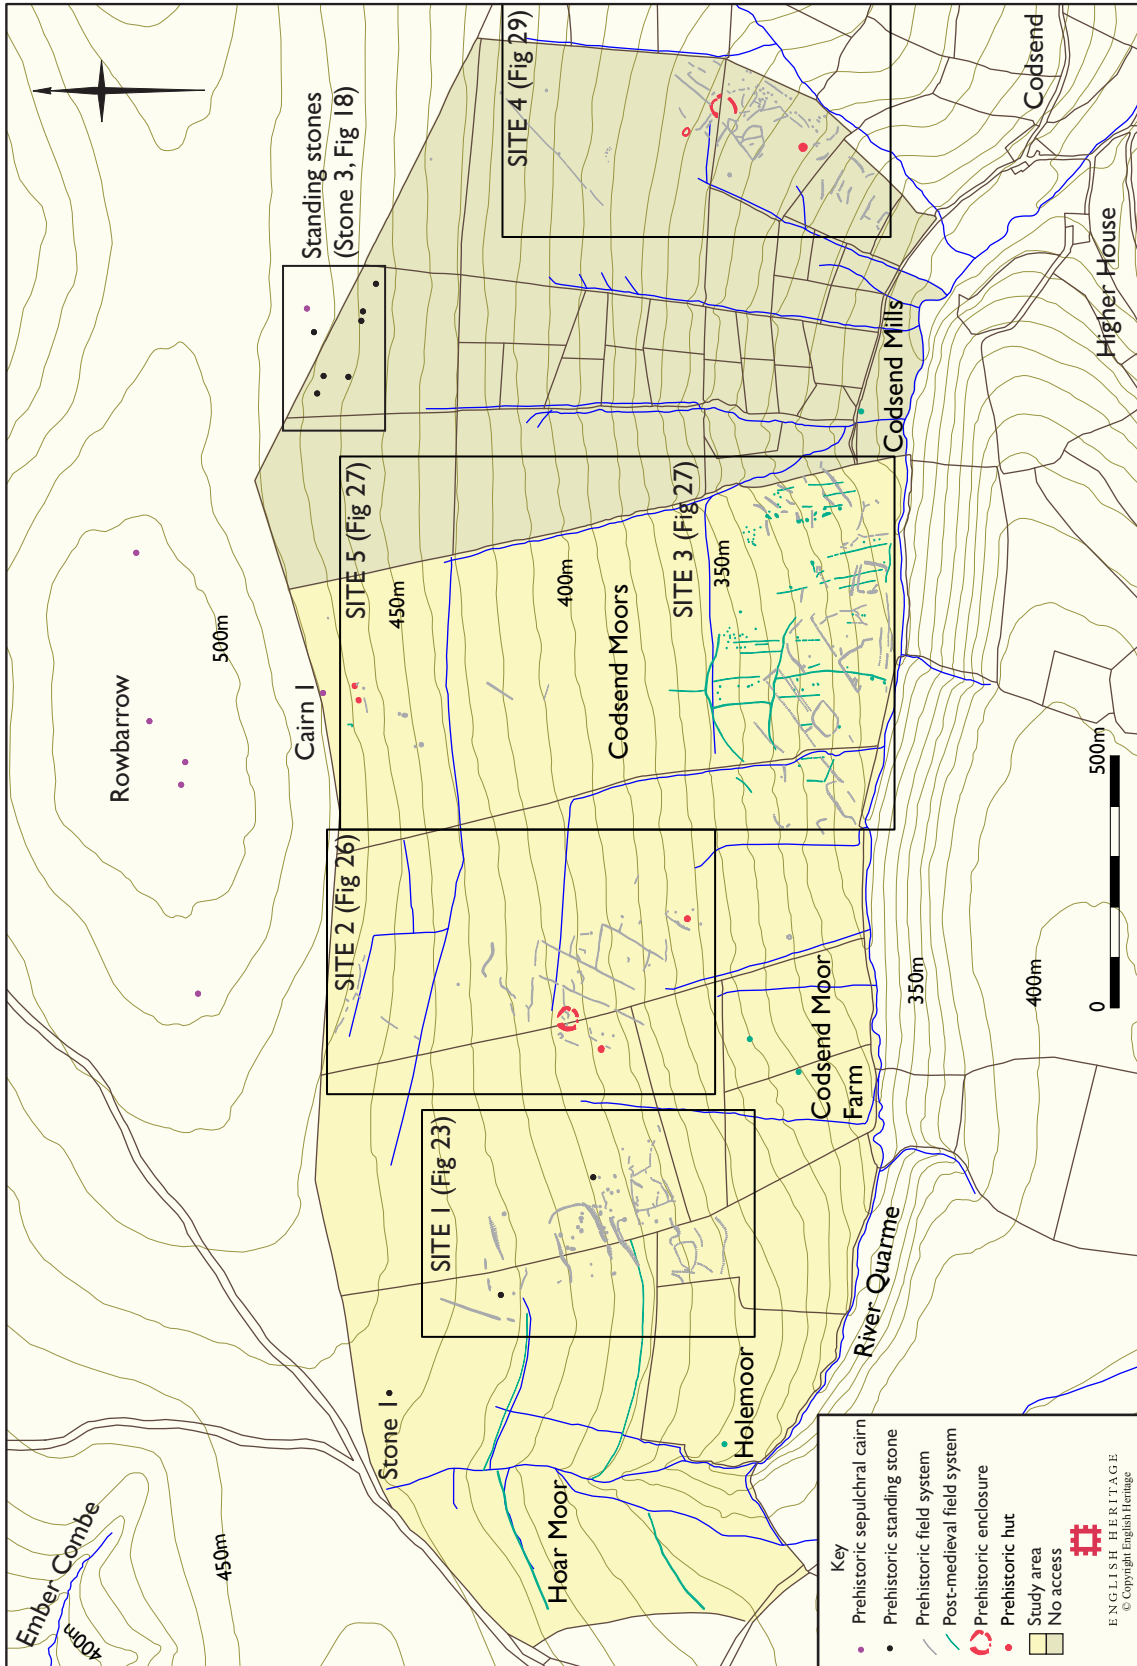 Ember Combe
400m
450m
Rowbarrow
500m
Cairn 1
Standing stones
(Stone 3, Fig 18)
Stone 1
Hoar Moor
Holemoor
SITE 1 (Fig 23)
SITE 2 (Fig 26)
SITE 5 (Fig 27)
450m
400m
Codsend Moors
SITE 3 (Fig 27)
350m
SITE 4 (Fig 29)
Codsend Moor
Farm
Codsend Mills
Codsend
Higher House
River Quarme
350m
400m
0
500m
Key
Prehistoric sepulchral cairn
Prehistoric standing stone
Prehistoric field system
Post-medieval field system
Prehistoric enclosure
Prehistoric hut
Study area
No access
ENGLISH HERITAGE
© Copyright English Heritage